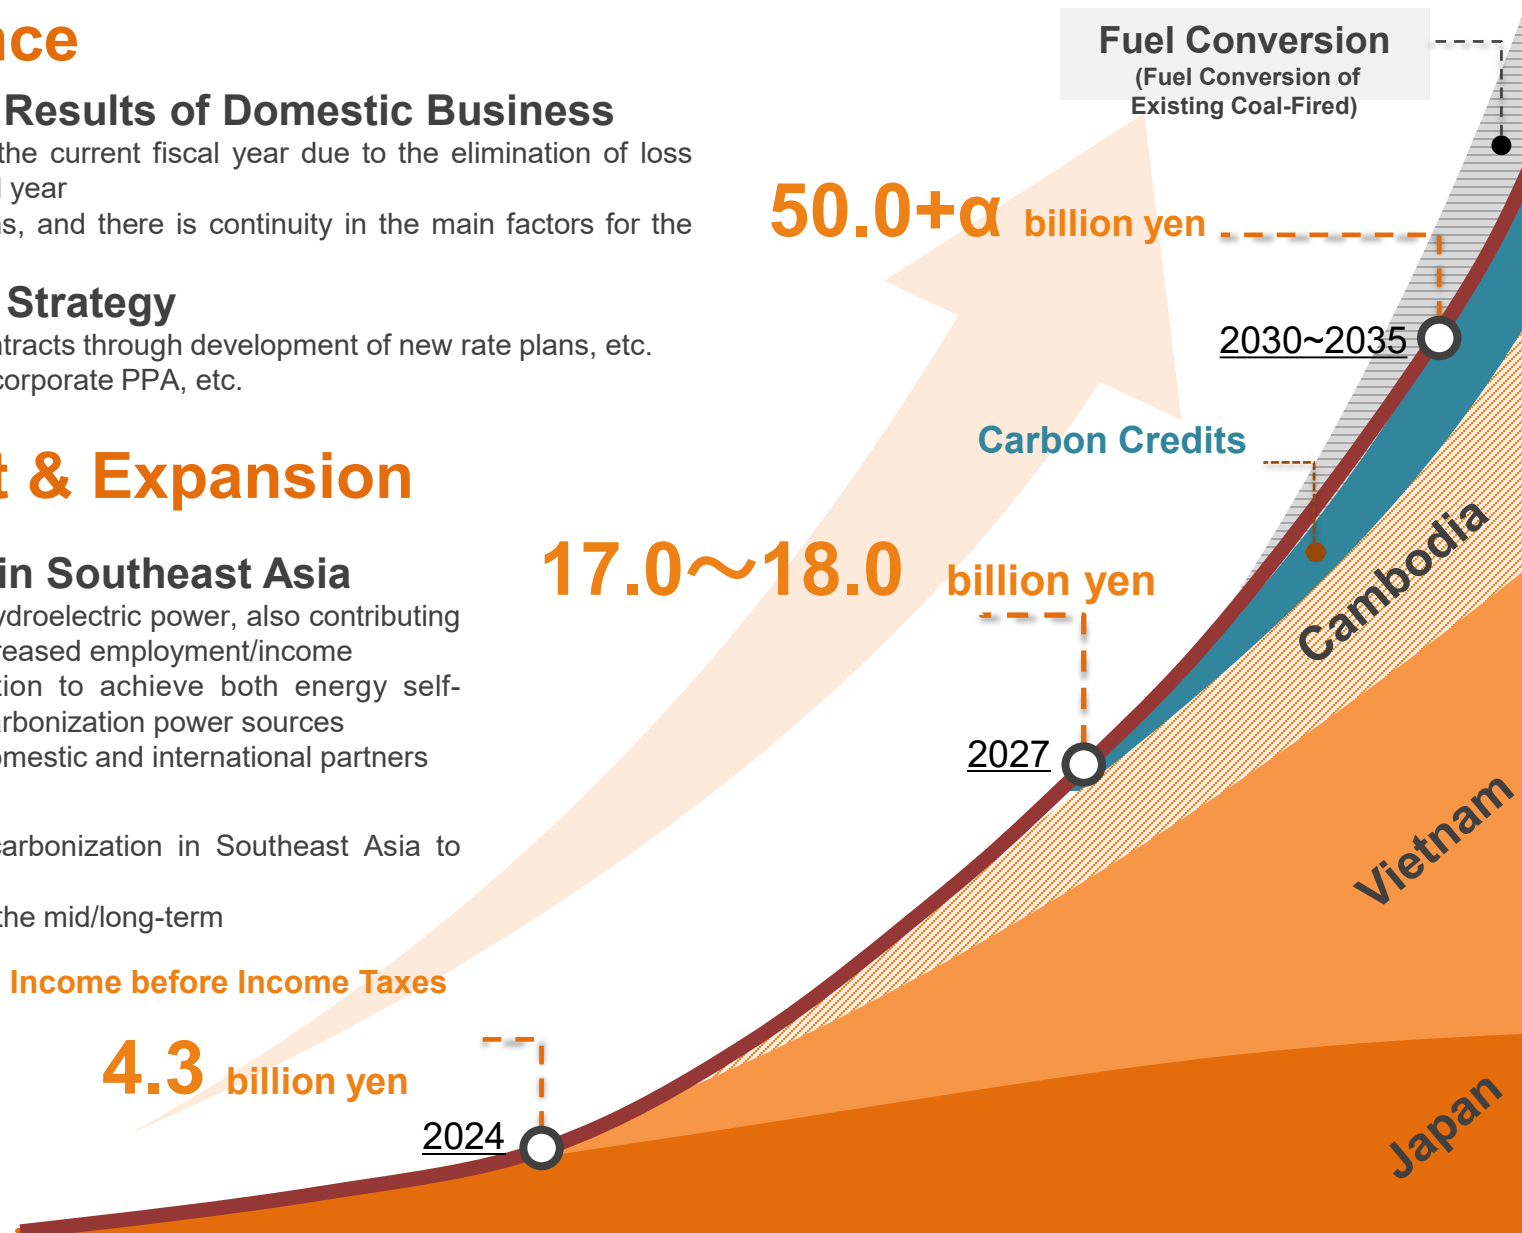 nce
Results of Domestic Business
the current fiscal year due to the elimination of loss
l year
ns, and there is continuity in the main factors for the
Strategy
ntracts through development of new rate plans, etc.
corporate PPA, etc.
t & Expansion
in Southeast Asia
ydroelectric power, also contributing
reased employment/income
tion to achieve both energy self-
arbonization power sources
omestic and international partners
carbonization in Southeast Asia to
the mid/long-term
Income before Income Taxes
4.3 billion yen
2024
17.0～18.0 billion yen
2027
50.0+α billion yen
2030~2035
Fuel Conversion
(Fuel Conversion of
Existing Coal-Fired)
Carbon Credits
Cambodia
Vietnam
Japan